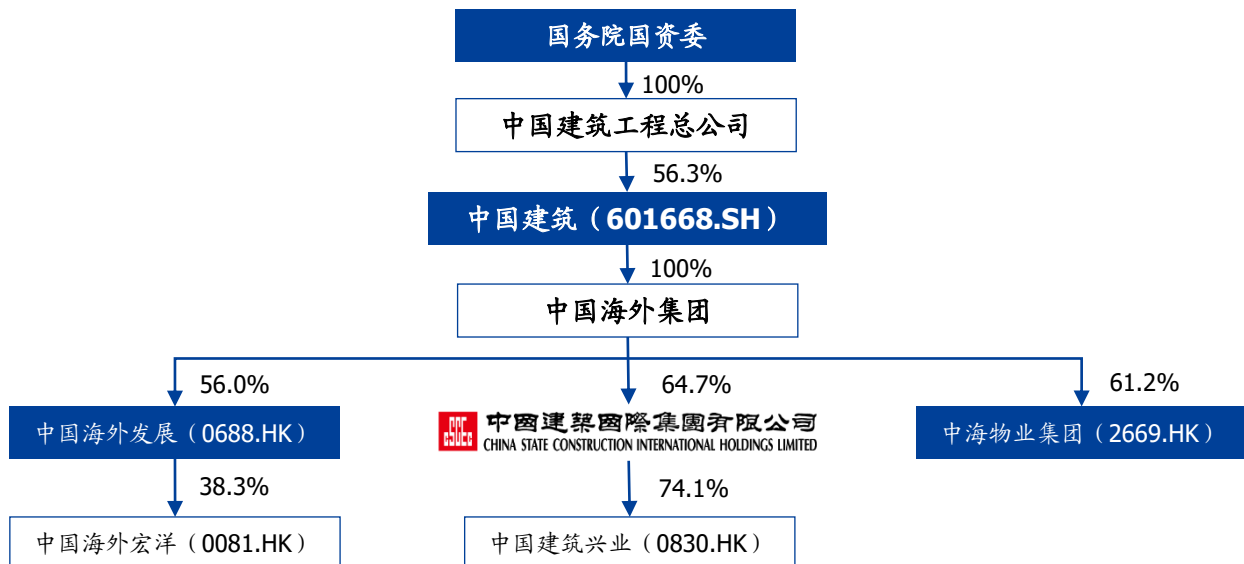 国务院国资委
100%
中国建筑工程总公司
56.3%
中国建筑（601668.SH）
100%
中国海外集团
56.0%
64.7%
61.2%
中国海外发展（0688.HK）
CSCEC
中國建築國際集團有限公司
CHINA STATE CONSTRUCTION INTERNATIONAL HOLDINGS LIMITED
中海物业集团（2669.HK）
38.3%
74.1%
中国海外宏洋（0081.HK）
中国建筑兴业（0830.HK）